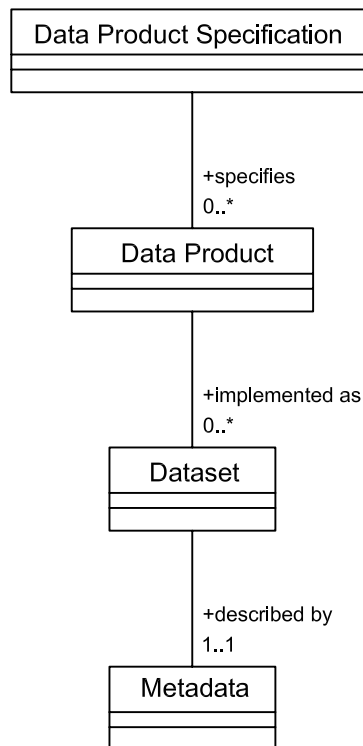 Data Product Specification
+specifies
0..*
Data Product
+implemented as
0..*
Dataset
+described by
1..1
Metadata